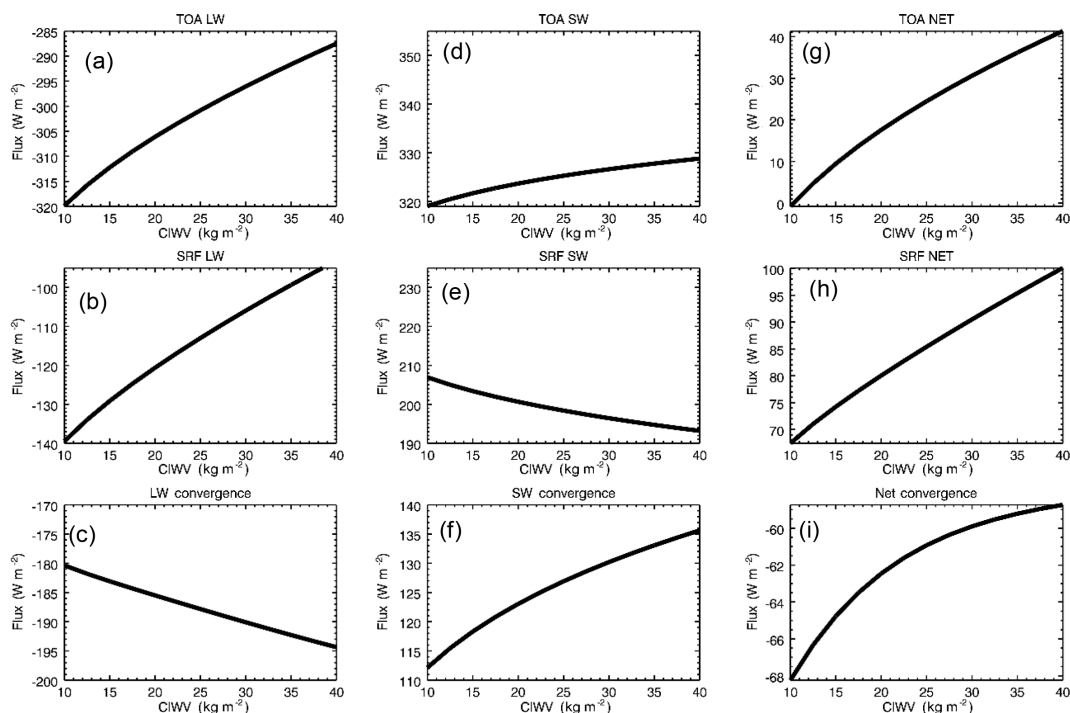 TOA LW
(a)
-285
-290
-295
-300
-305
-310
-315
-320
Flux (W m-2)
10 15 20 25 30 35 40
CIWV (kg m-2)
TOA SW
(d)
350
340
330
320
Flux (W m-2)
10 15 20 25 30 35 40
CIWV (kg m-2)
TOA NET
(g)
40
30
20
10
0
Flux (W m-2)
10 15 20 25 30 35 40
CIWV (kg m-2)
SRF LW
(b)
-100
-110
-120
-130
-140
Flux (W m-2)
10 15 20 25 30 35 40
CIWV (kg m-2)
SRF SW
(e)
230
220
210
200
190
Flux (W m-2)
10 15 20 25 30 35 40
CIWV (kg m-2)
SRF NET
(h)
100
95
90
85
80
75
70
Flux (W m-2)
10 15 20 25 30 35 40
CIWV (kg m-2)
LW convergence
(c)
-170
-175
-180
-185
-190
-195
-200
Flux (W m-2)
10 15 20 25 30 35 40
CIWV (kg m-2)
SW convergence
(f)
140
135
130
125
120
115
110
Flux (W m-2)
10 15 20 25 30 35 40
CIWV (kg m-2)
Net convergence
(i)
-60
-62
-64
-66
-68
Flux (W m-2)
10 15 20 25 30 35 40
CIWV (kg m-2)